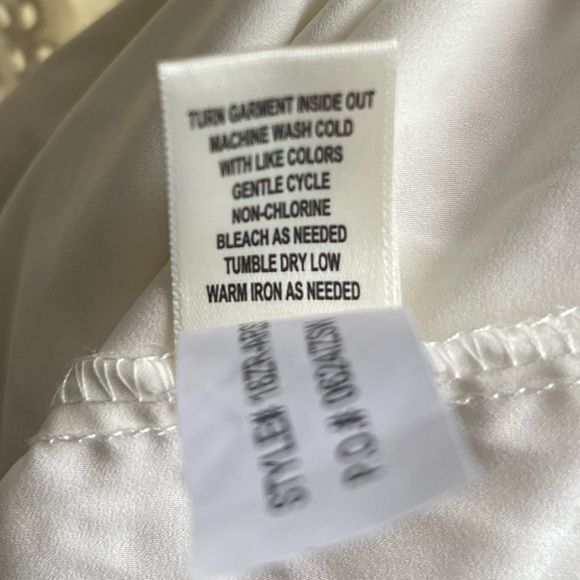 TURN GARMENT INSIDE OUT
MACHINE WASH COLD
WITH LIKE COLORS
GENTLE CYCLE
NON-CHLORINE
BLEACH AS NEEDED
TUMBLE DRY LOW
WARM IRON AS NEEDED
STYLE#
P.O.#